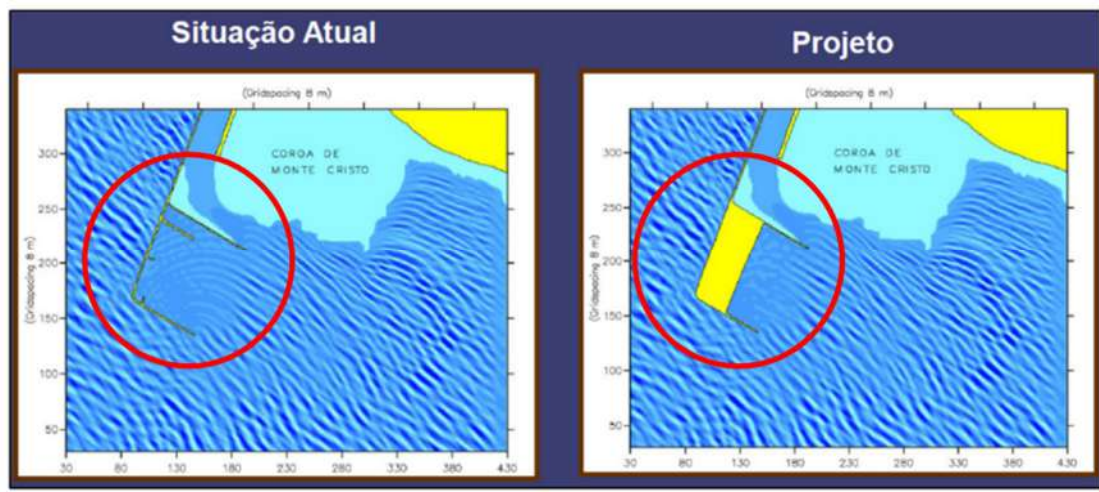 Situação Atual
Projeto
(Gridspacing 8 m)
(Gridspacing 8 m)
300
250
200
150
100
50
COROA DE
MONTE CRISTO
30 80 130 180 230 280 330 380 430
(Gridspacing 8 m)
(Gridspacing 8 m)
300
250
200
150
100
50
COROA DE
MONTE CRISTO
30 80 130 180 230 280 330 380 430